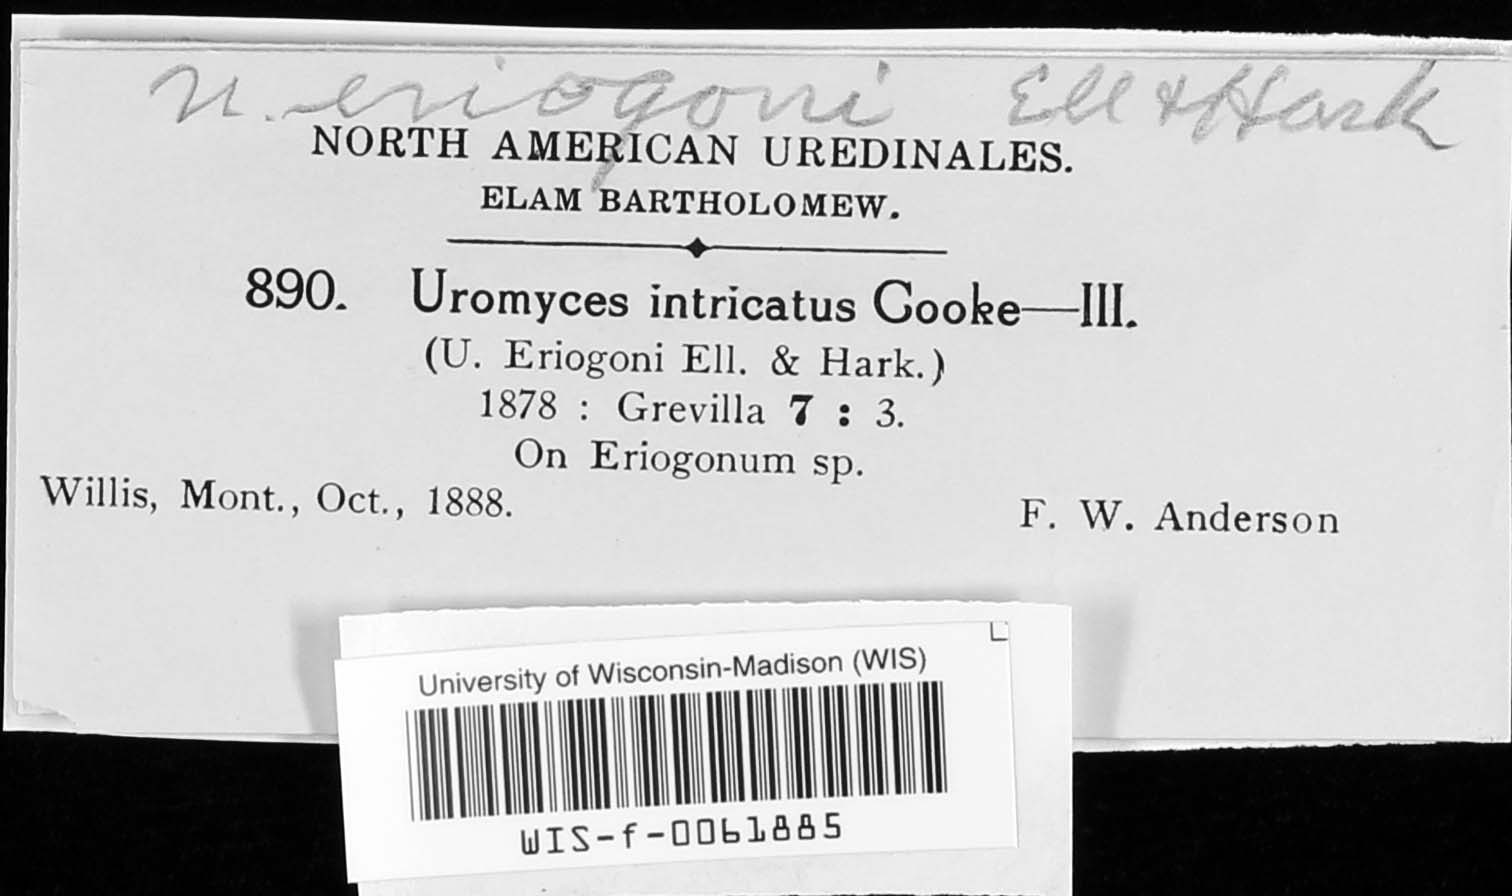 U. eriogoni Ell & Hark
NORTH AMERICAN UREDINALES.
ELAM BARTHOLOMEW.
890. Uromyces intricatus Cooke—III.
(U. Eriogoni Ell. & Hark.)
1878 : Grevilla 7 : 3.
On Eriogonum sp.
Willis, Mont., Oct., 1888. F. W. Anderson
University of Wisconsin-Madison (WIS)
WIS-f-0061885